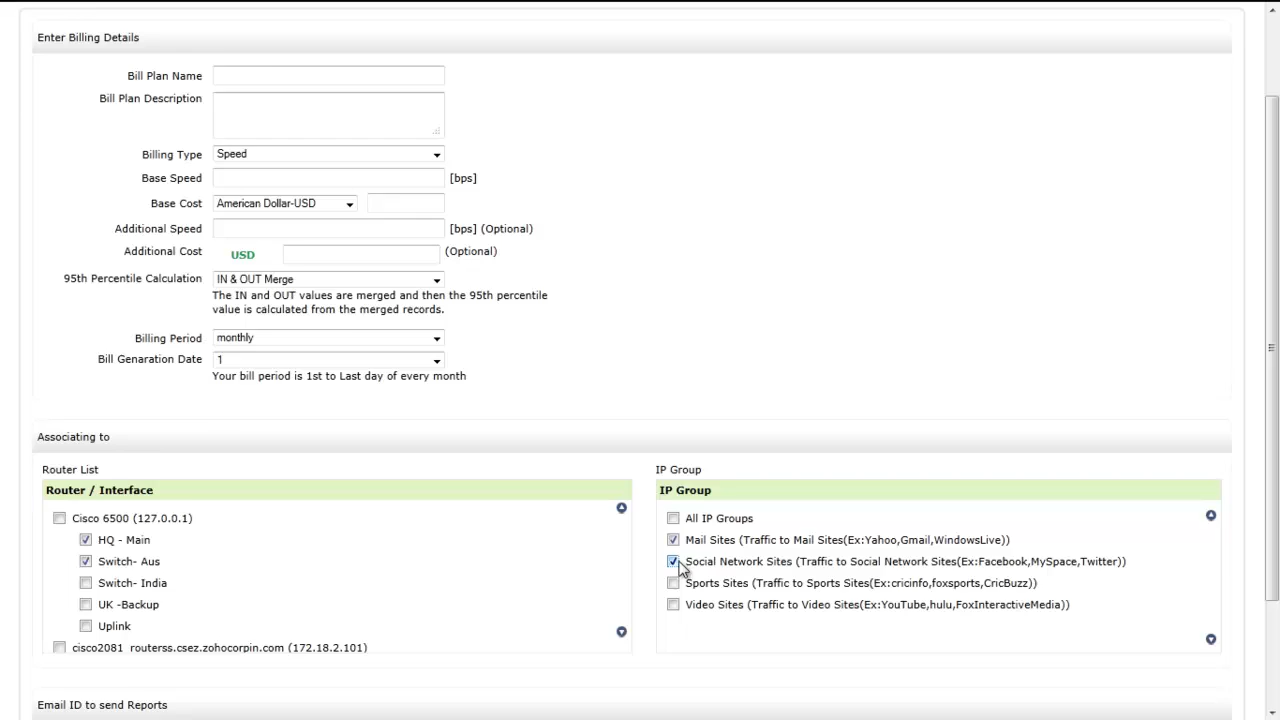 Enter Billing Details
Bill Plan Name
Bill Plan Description
Billing Type Speed
Base Speed [bps]
Base Cost American Dollar-USD
Additional Speed [bps] (Optional)
Additional Cost USD (Optional)
95th Percentile Calculation IN & OUT Merge
The IN and OUT values are merged and then the 95th percentile
value is calculated from the merged records.
Billing Period monthly
Bill Genaration Date 1
Your bill period is 1st to Last day of every month
Associating to
Router List
Router / Interface
Cisco 6500 (127.0.0.1)
HQ - Main
Switch- Aus
Switch- India
UK -Backup
Uplink
cisco2081_routerss.csez.zohocorpin.com (172.18.2.101)
IP Group
IP Group
All IP Groups
Mail Sites (Traffic to Mail Sites(Ex:Yahoo,Gmail,WindowsLive))
Social Network Sites (Traffic to Social Network Sites(Ex:Facebook,MySpace,Twitter))
Sports Sites (Traffic to Sports Sites(Ex:cricinfo,foxsports,CricBuzz))
Video Sites (Traffic to Video Sites(Ex:YouTube,hulu,FoxInteractiveMedia))
Email ID to send Reports